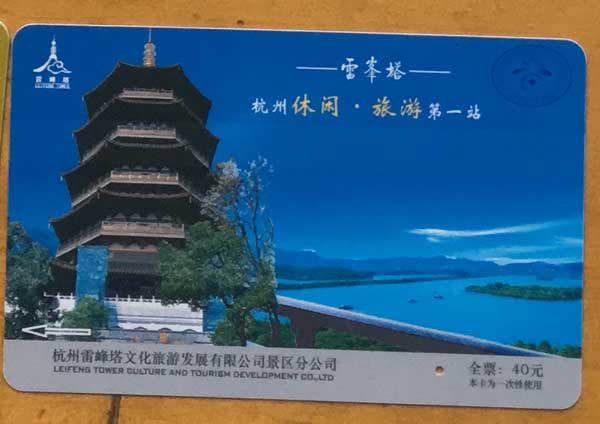 雷峰塔
LEIFENG TOWER
雷峯塔
杭州休闲·旅游第一站
杭州雷峰塔文化旅游发展有限公司景区分公司
LEIFENG TOWER CULTURE AND TOURISM DEVELOPMENT CO.,LTD
全票：40元
本卡为一次性使用